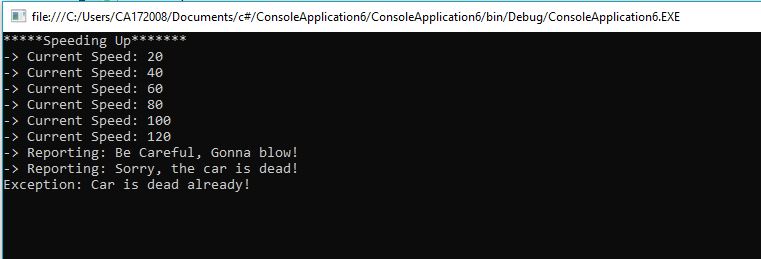 file:///C:/Users/CA172008/Documents/c#/ConsoleApplication6/ConsoleApplication6/bin/Debug/ConsoleApplication6.EXE
*****Speeding Up*******
-> Current Speed: 20
-> Current Speed: 40
-> Current Speed: 60
-> Current Speed: 80
-> Current Speed: 100
-> Current Speed: 120
-> Reporting: Be Careful, Gonna blow!
-> Reporting: Sorry, the car is dead!
Exception: Car is dead already!